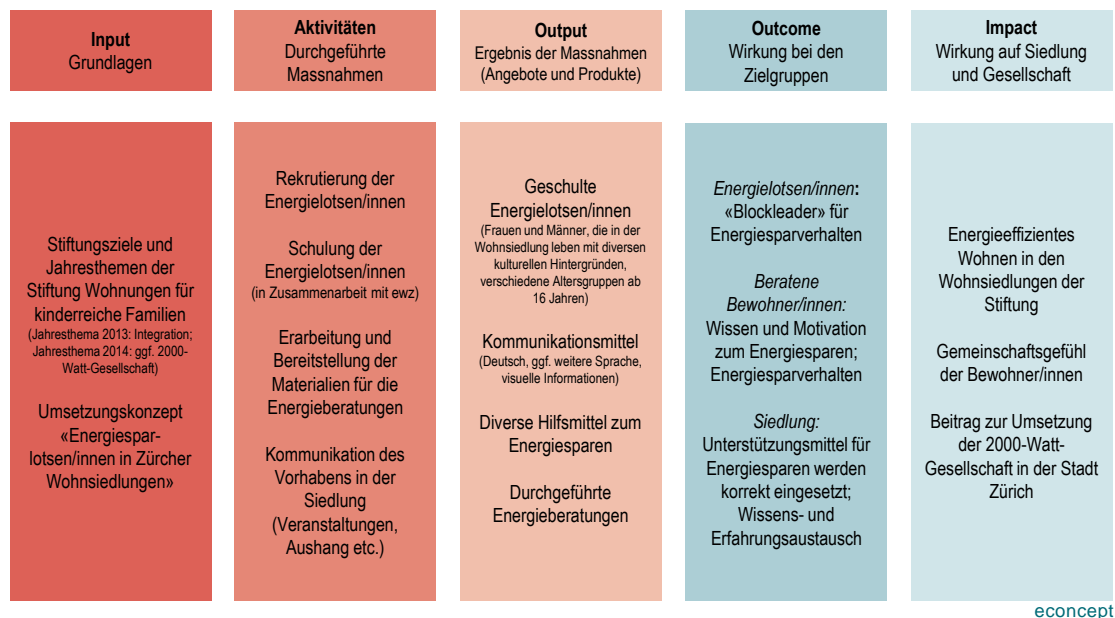 Input
Grundlagen
Aktivitäten
Durchgeführte
Massnahmen
Output
Ergebnis der Massnahmen
(Angebote und Produkte)
Outcome
Wirkung bei den
Zielgruppen
Impact
Wirkung auf Siedlung
und Gesellschaft
Stiftungsziele und
Jahresthemen der
Stiftung Wohnungen für
kinderreiche Familien
(Jahresthema 2013: Integration;
Jahresthema 2014: ggf. 2000-
Watt-Gesellschaft)
Umsetzungskonzept
«Energiespar-
lotsen/innen in Zürcher
Wohnsiedlungen»
Rekrutierung der
Energielotsen/innen
Schulung der
Energielotsen/innen
(in Zusammenarbeit mit ewz)
Erarbeitung und
Bereitstellung der
Materialien für die
Energieberatungen
Kommunikation des
Vorhabens in der
Siedlung
(Veranstaltungen,
Aushang etc.)
Geschulte
Energielotsen/innen
(Frauen und Männer, die in der
Wohnsiedlung leben mit diversen
kulturellen Hintergründen,
verschiedene Altersgruppen ab
16 Jahren)
Kommunikationsmittel
(Deutsch, ggf. weitere Sprache,
visuelle Informationen)
Diverse Hilfsmittel zum
Energiesparen
Durchgeführte
Energieberatungen
Energielotsen/innen:
«Blockleader» für
Energiesparverhalten
Beratene
Bewohner/innen:
Wissen und Motivation
zum Energiesparen;
Energiesparverhalten
Siedlung:
Unterstützungsmittel für
Energiesparen werden
korrekt eingesetzt;
Wissens- und
Erfahrungsaustausch
Energieeffizientes
Wohnen in den
Wohnsiedlungen der
Stiftung
Gemeinschaftsgefühl
der Bewohner/innen
Beitrag zur Umsetzung
der 2000-Watt-
Gesellschaft in der Stadt
Zürich
econcept